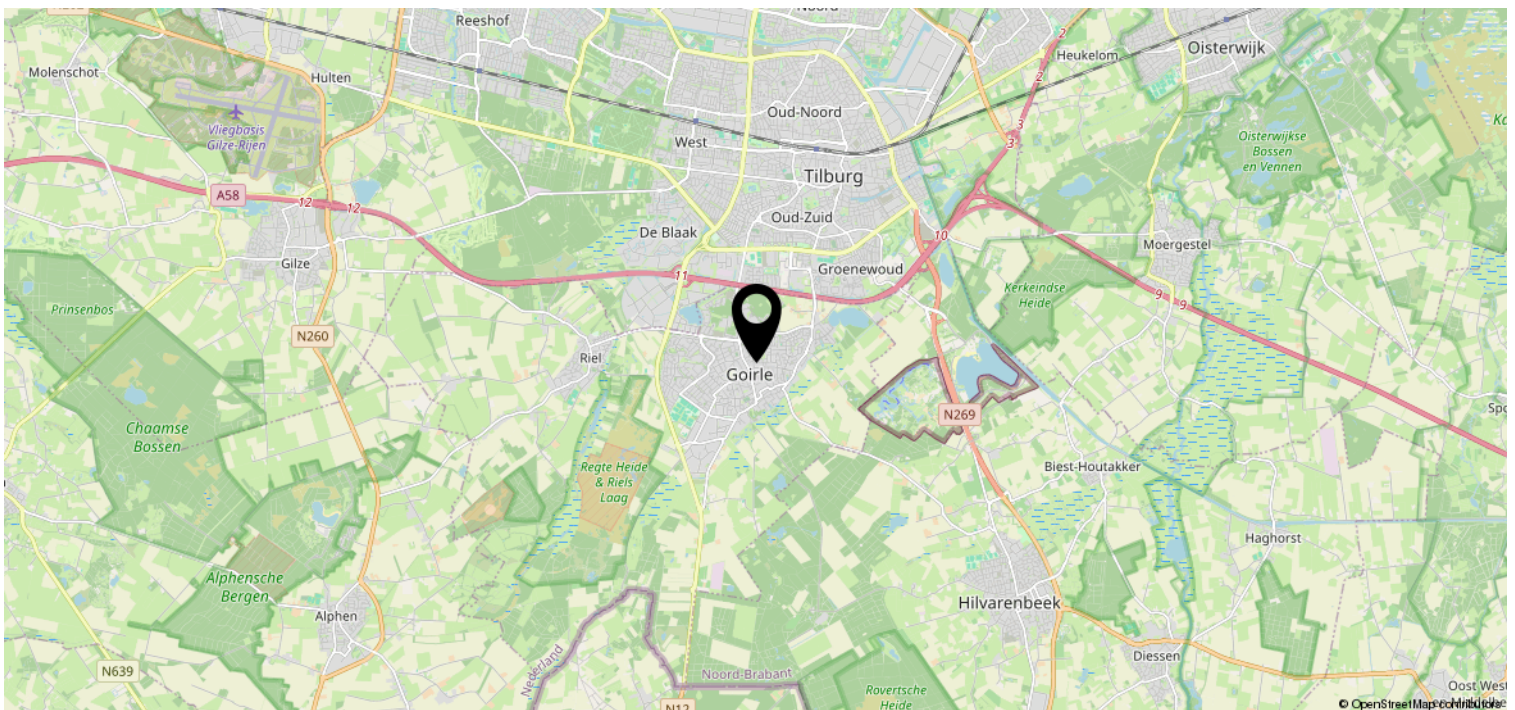 Reeshof
Noord
2
Oisterwijk
Heukelom
Molenschot
Hulten
2
Oud-Noord
Vliegbasis
Gilze-Rijen
3
3
West
Oisterwijkse
Bossen
en Vennen
Tilburg
A58
12
12
Oud-Zuid
De Blaak
10
Moergestel
Gilze
11
Groenewoud
Prinsenbos
Kerkeindse
Heide
9
9
N260
Riel
Goirle
N269
Chaamse
Bossen
Regte Heide
& Riels
Laag
Biest-Houtakker
Haghorst
Alphensche
Bergen
Alphen
Hilvarenbeek
Diessen
N639
Nederland
Noord-Brabant
Rovertsche
Heide
Oost West
N12
© OpenStreetMap contributors